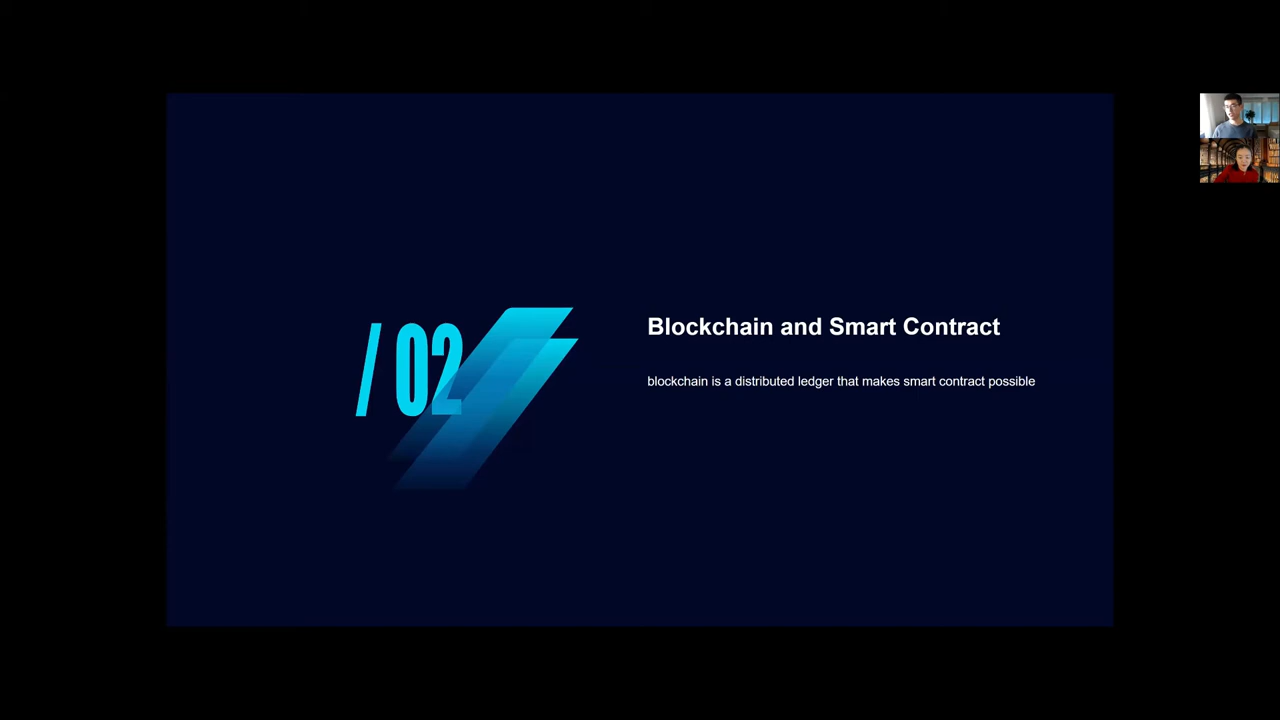 / 02
Blockchain and Smart Contract
blockchain is a distributed ledger that makes smart contract possible